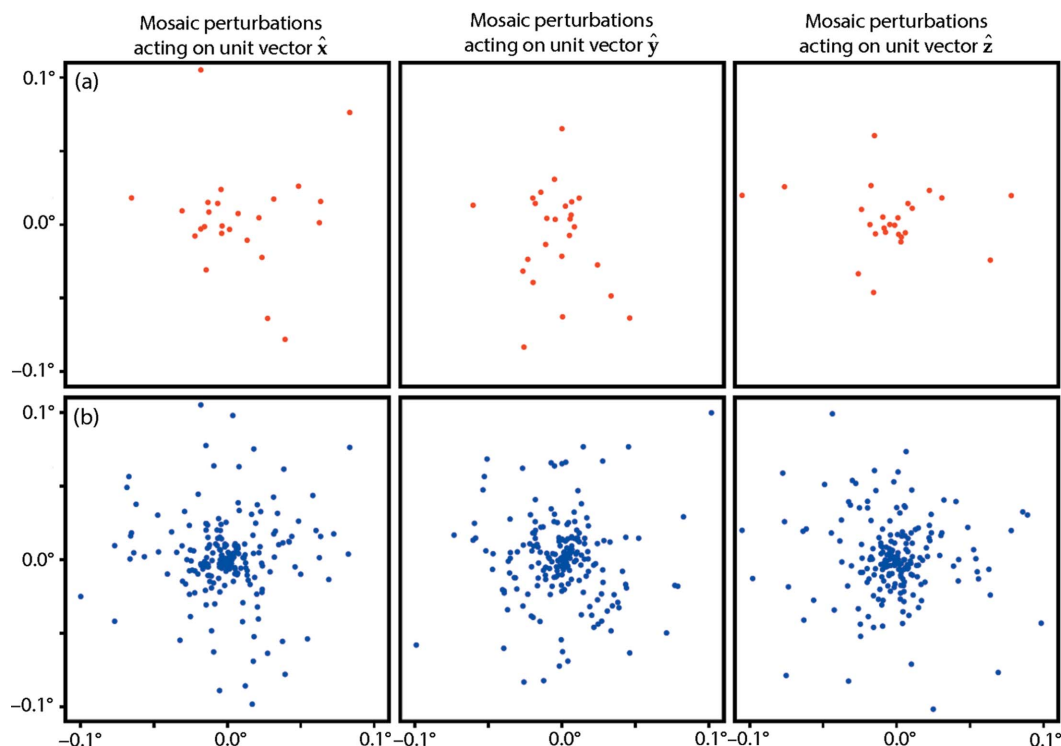 Mosaic perturbations
acting on unit vector x̂
Mosaic perturbations
acting on unit vector ŷ
Mosaic perturbations
acting on unit vector ẑ
0.1°
(a)
0.0°
−0.1°
0.1°
(b)
0.0°
−0.1°
−0.1°
0.0°
0.1°
−0.1°
0.0°
0.1°
−0.1°
0.0°
0.1°